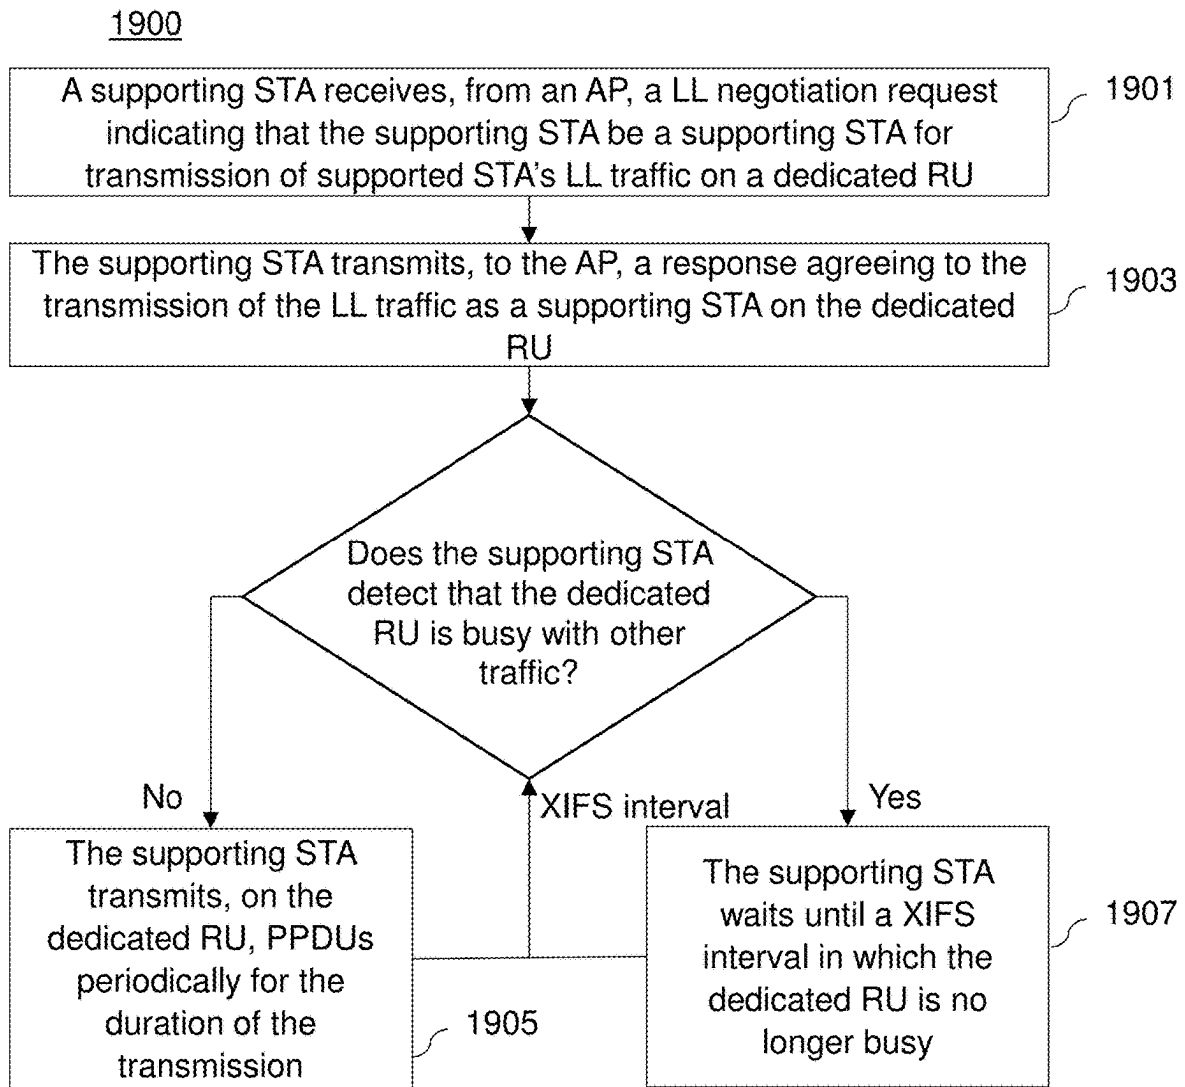 1900
A supporting STA receives, from an AP, a LL negotiation request
indicating that the supporting STA be a supporting STA for
transmission of supported STA's LL traffic on a dedicated RU
1901
The supporting STA transmits, to the AP, a response agreeing to the
transmission of the LL traffic as a supporting STA on the dedicated
RU
1903
Does the supporting STA
detect that the dedicated
RU is busy with other
traffic?
No
XIFS interval
Yes
The supporting STA
transmits, on the
dedicated RU, PPDUs
periodically for the
duration of the
transmission
1905
The supporting STA
waits until a XIFS
interval in which the
dedicated RU is no
longer busy
1907